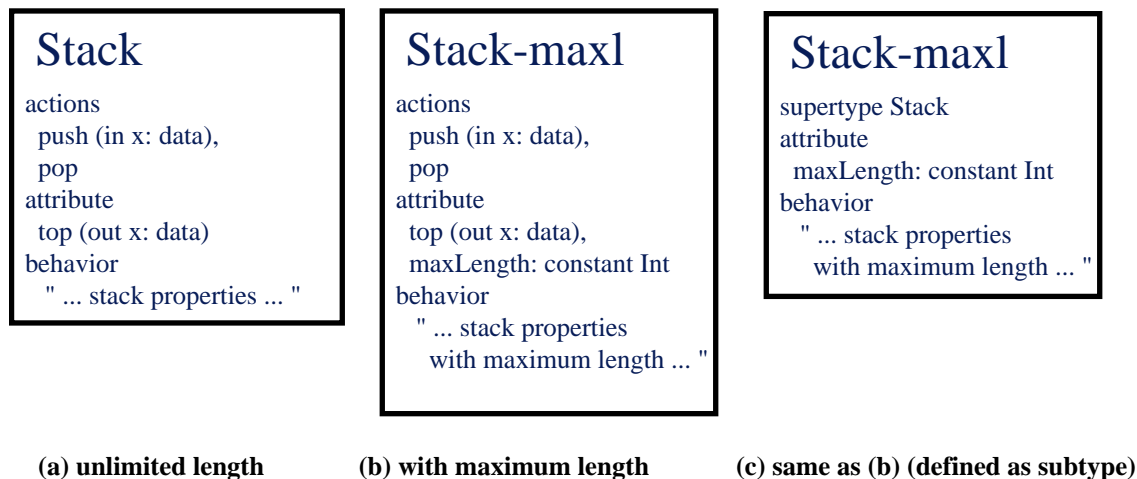 Stack
actions
push (in x: data),
pop
attribute
top (out x: data)
behavior
" ... stack properties ... "
Stack-maxl
actions
push (in x: data),
pop
attribute
top (out x: data),
maxLength: constant Int
behavior
" ... stack properties
with maximum length ... "
Stack-maxl
supertype Stack
attribute
maxLength: constant Int
behavior
" ... stack properties
with maximum length ... "
(a) unlimited length
(b) with maximum length
(c) same as (b) (defined as subtype)